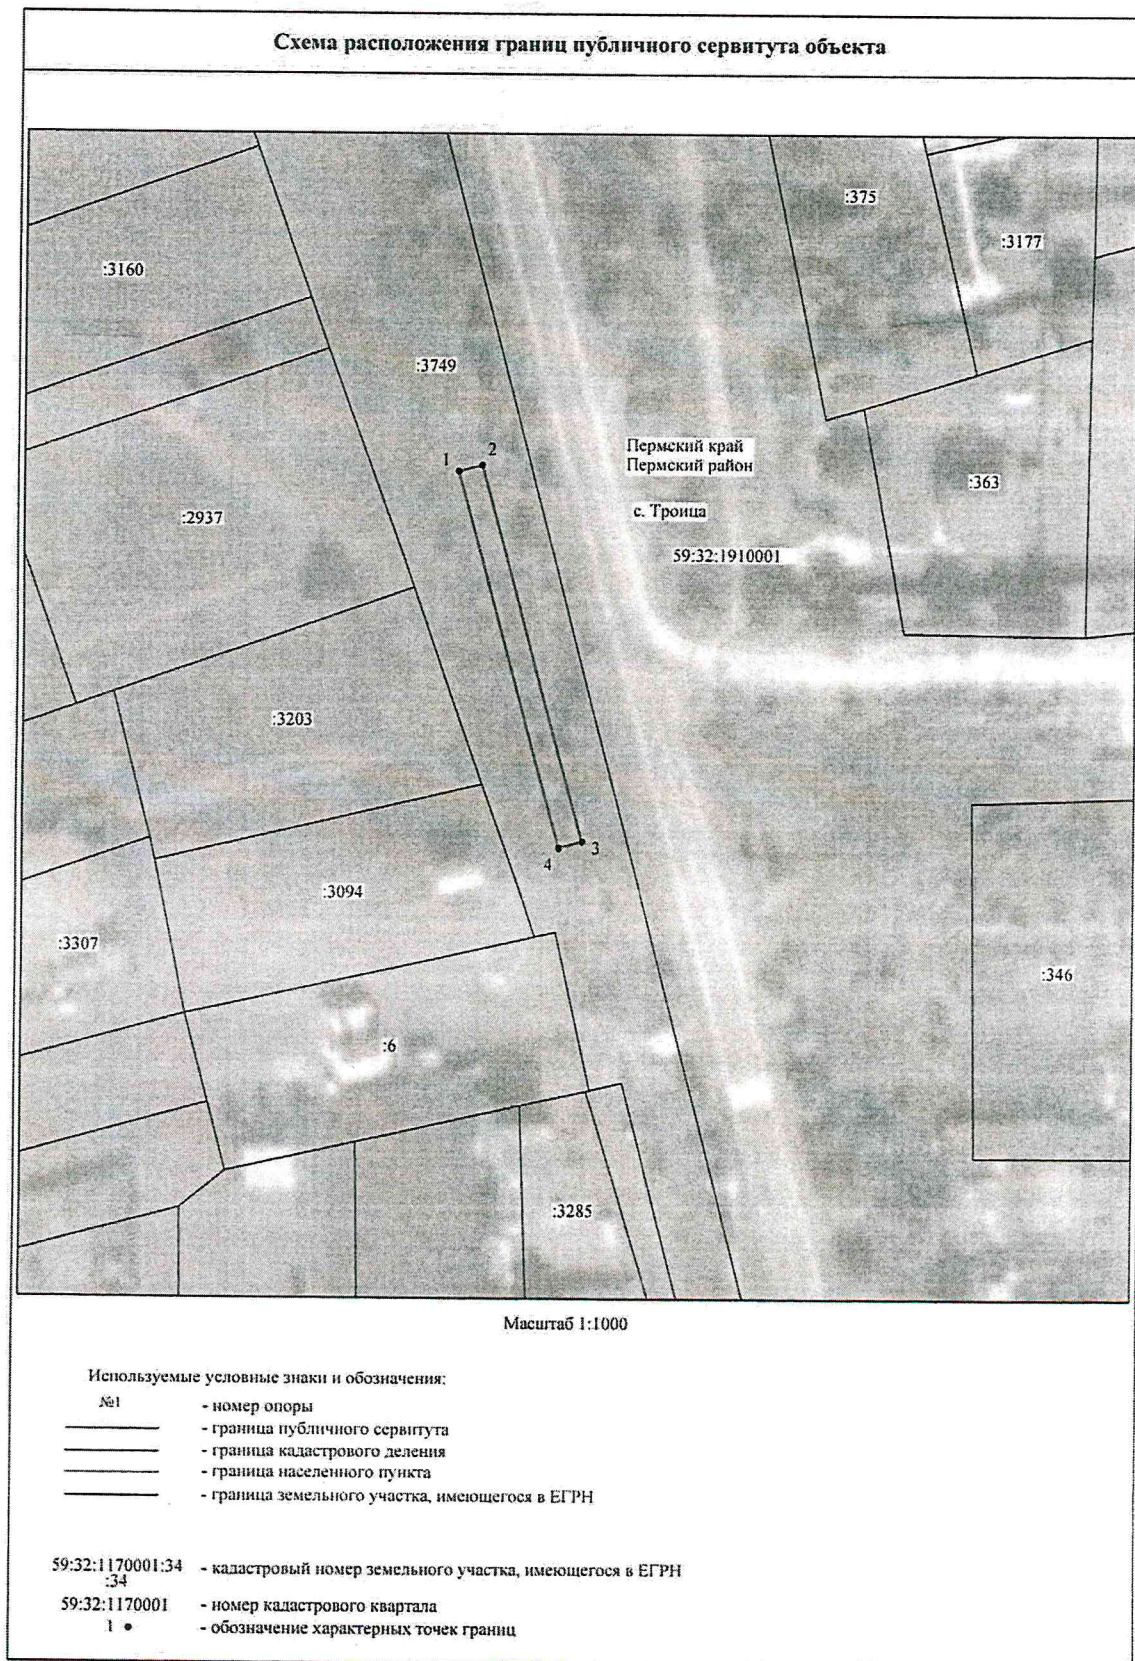 Схема расположения границ публичного сервитута объекта
:375
:3177
:3160
:3749
Пермский край
Пермский район
1
2
:363
:2937
с. Троица
59:32:1910001
:3203
3
4
:3094
:3307
:346
:6
:3285
Масштаб 1:1000
Используемые условные знаки и обозначения:
№1 - номер опоры
- граница публичного сервитута
- граница кадастрового деления
- граница населенного пункта
- граница земельного участка, имеющегося в ЕГРН
59:32:1170001:34 - кадастровый номер земельного участка, имеющегося в ЕГРН
:34
59:32:1170001 - номер кадастрового квартала
1 • - обозначение характерных точек границ